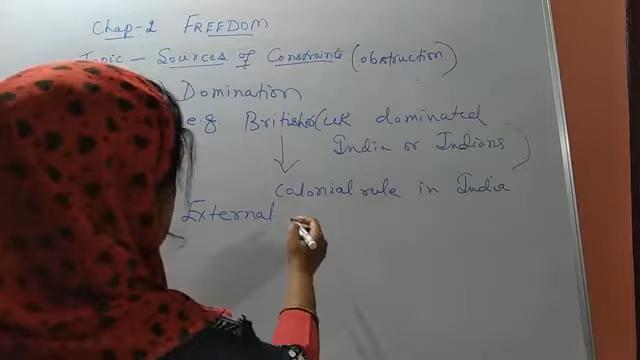 Chap-2 FREEDOM
Topic - Sources of Constraints (obstruction)
Domination
e.g. Britishers (UK dominated
India or Indians)
Colonial rule in India
External